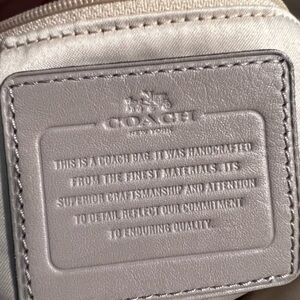 COACH
NEW YORK
THIS IS A COACH BAG. IT WAS HANDCRAFTED
FROM THE FINEST MATERIALS. ITS
SUPERIOR CRAFTSMANSHIP AND ATTENTION
TO DETAIL REFLECT OUR COMMITMENT
TO ENDURING QUALITY.